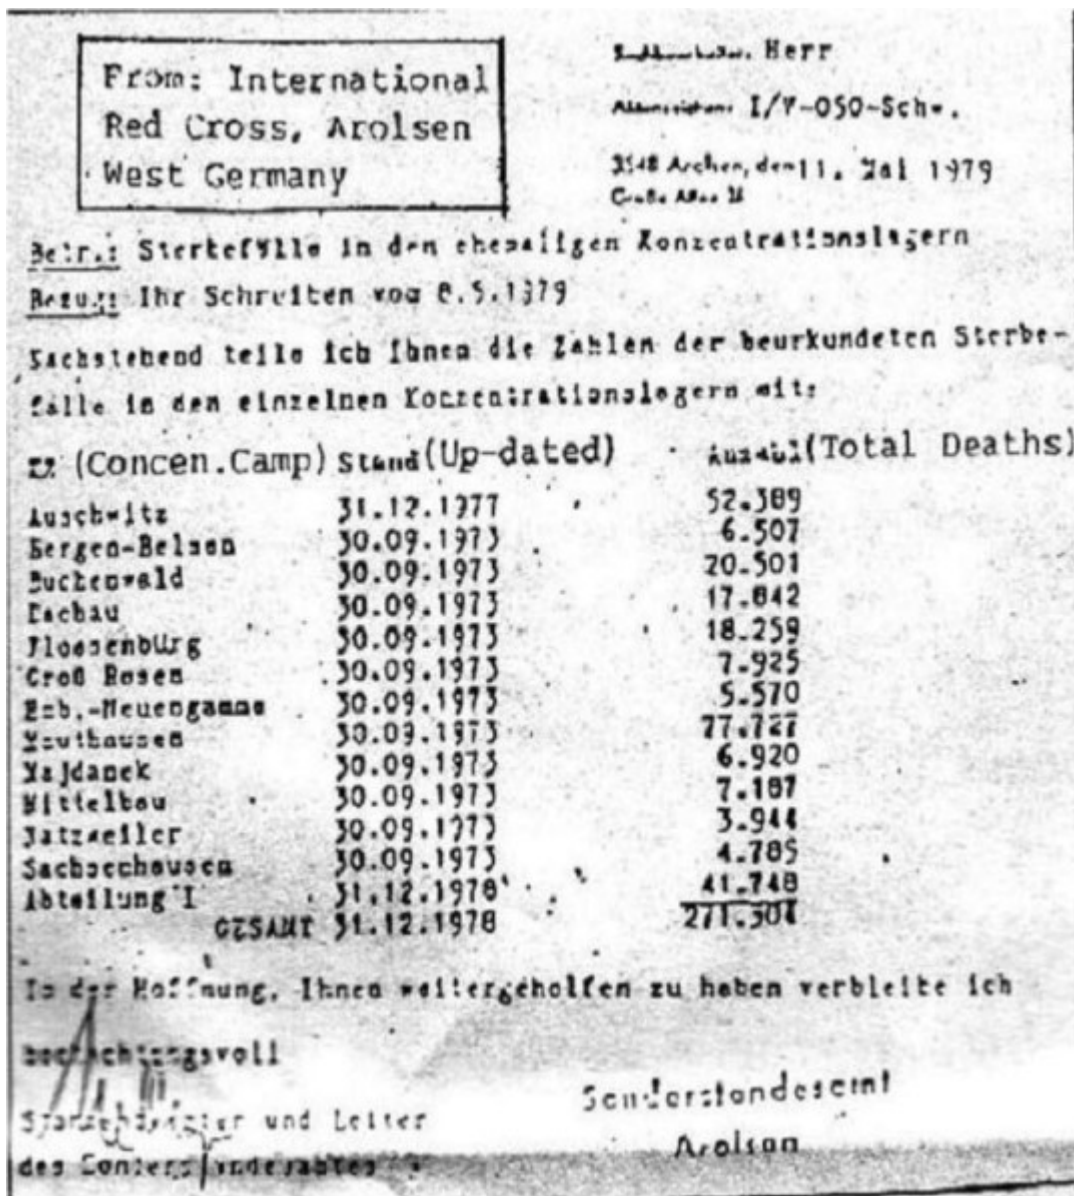 From: International
Red Cross, Arolsen
West Germany
Herr
I/V-050-Sch.
den 11. Mai 1979
Betr.: Sterbefälle in den ehemaligen Konzentrationslagern
Bezug: Ihr Schreiben vom 8.5.1979
Nachstehend teile ich Ihnen die Zahlen der beurkundeten Sterbe-
fälle in den einzelnen Konzentrationslagern mit:
KZ (Concen.Camp) Stand (Up-dated) Anzahl (Total Deaths)
Auschwitz 31.12.1977 52.389
Bergen-Belsen 30.09.1973 6.507
Buchenwald 30.09.1973 20.501
Dachau 30.09.1973 17.842
Flossenbürg 30.09.1973 18.259
Groß Rosen 30.09.1973 7.925
-Neuengamme 30.09.1973 5.570
Mauthausen 30.09.1973 77.727
Majdanek 30.09.1973 6.920
Mittelbau 30.09.1973 7.187
Natzweiler 30.09.1973 3.944
Sachsenhausen 30.09.1973 4.785
Abteilung I 31.12.1978 41.748
GESAMT 31.12.1978 271.304
In der Hoffnung, Ihnen weitergeholfen zu haben verbleibe ich
hochachtungsvoll
Sonderstandesamt
Arolsen
und Leiter
des Sonderstandesamtes